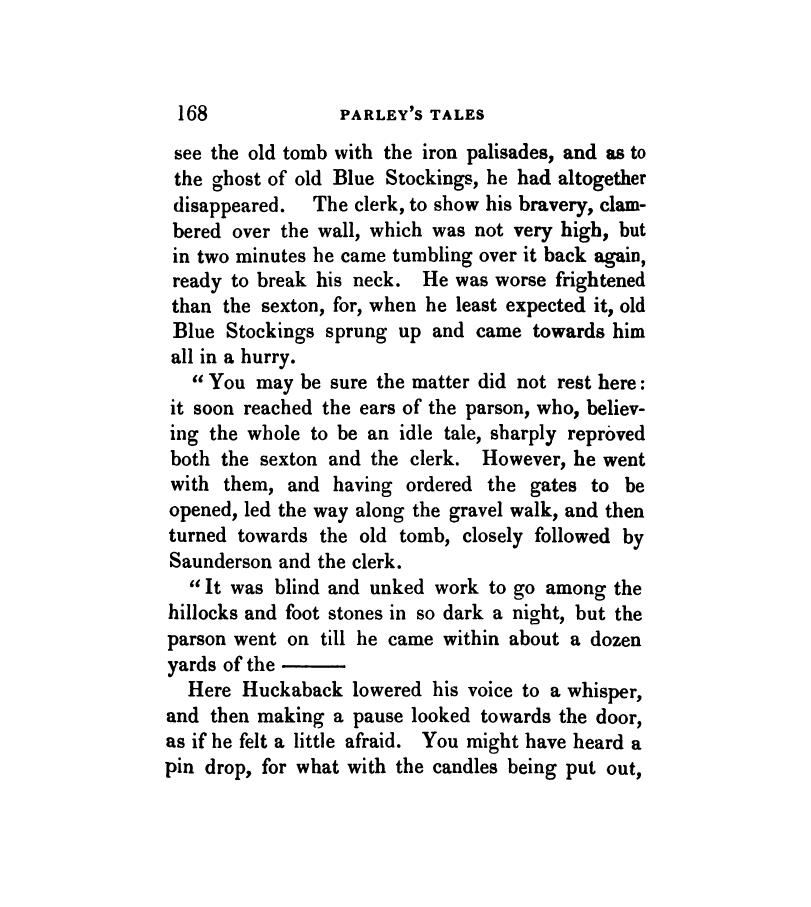 168 PARLEY'S TALES
see the old tomb with the iron palisades, and as to
the ghost of old Blue Stockings, he had altogether
disappeared. The clerk, to show his bravery, clam-
bered over the wall, which was not very high, but
in two minutes he came tumbling over it back again,
ready to break his neck. He was worse frightened
than the sexton, for, when he least expected it, old
Blue Stockings sprung up and came towards him
all in a hurry.
“You may be sure the matter did not rest here:
it soon reached the ears of the parson, who, believ-
ing the whole to be an idle tale, sharply reproved
both the sexton and the clerk. However, he went
with them, and having ordered the gates to be
opened, led the way along the gravel walk, and then
turned towards the old tomb, closely followed by
Saunderson and the clerk.
“It was blind and unked work to go among the
hillocks and foot stones in so dark a night, but the
parson went on till he came within about a dozen
yards of the ———
Here Huckaback lowered his voice to a whisper,
and then making a pause looked towards the door,
as if he felt a little afraid. You might have heard a
pin drop, for what with the candles being put out,